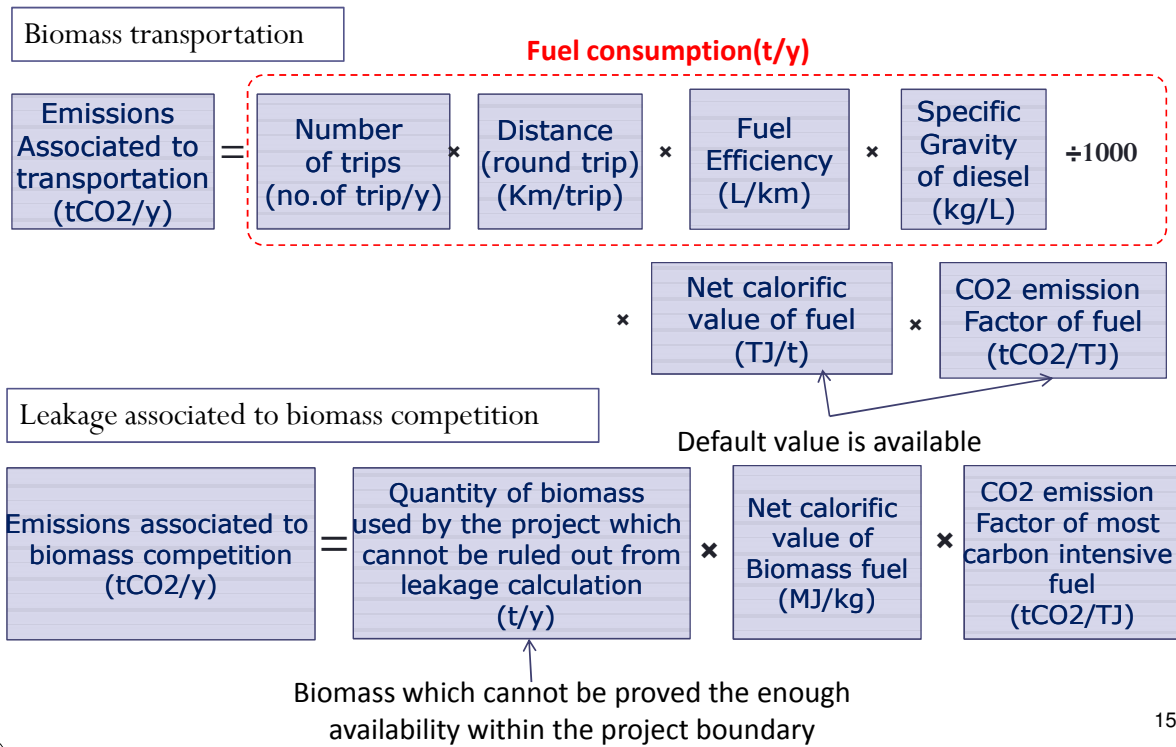 Biomass transportation
Fuel consumption(t/y)
Emissions
Associated to
transportation
(tCO2/y)
=
Number
of trips
(no.of trip/y)
×
Distance
(round trip)
(Km/trip)
×
Fuel
Efficiency
(L/km)
×
Specific
Gravity
of diesel
(kg/L)
÷1000
×
Net calorific
value of fuel
(TJ/t)
×
CO2 emission
Factor of fuel
(tCO2/TJ)
Default value is available
Leakage associated to biomass competition
Emissions associated to
biomass competition
(tCO2/y)
=
Quantity of biomass
used by the project which
cannot be ruled out from
leakage calculation
(t/y)
×
Net calorific
value of
Biomass fuel
(MJ/kg)
×
CO2 emission
Factor of most
carbon intensive
fuel
(tCO2/TJ)
Biomass which cannot be proved the enough
availability within the project boundary
15